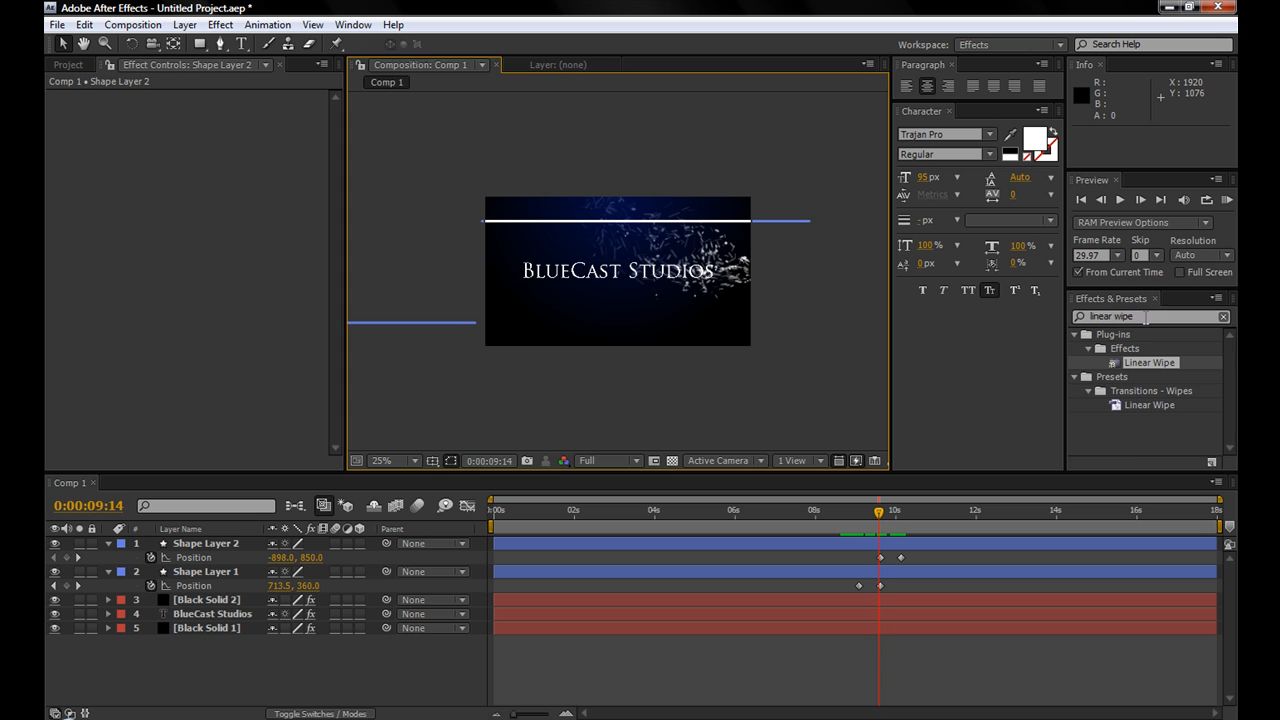 Adobe After Effects - Untitled Project.aep *
File Edit Composition Layer Effect Animation View Window Help
Workspace: Effects Search Help
Project Effect Controls: Shape Layer 2 Composition: Comp 1 Layer: (none) Paragraph Info
Comp 1 • Shape Layer 2
Comp 1
R:
G:
B:
A: 0
X: 1920
Y: 1076
Character
Trajan Pro
Regular
95 px Auto
Metrics 0
- px
100 % 100 %
0 px 0 %
T T TT Tt T¹ T₁
Preview
RAM Preview Options
Frame Rate Skip Resolution
29.97 0 Auto
From Current Time Full Screen
Effects & Presets
linear wipe
Plug-ins
Effects
Linear Wipe
Presets
Transitions - Wipes
Linear Wipe
BlueCast Studios
25% 0:00:09:14 Full Active Camera 1 View
Comp 1
0:00:09:14
:00s 02s 04s 06s 08s 10s 12s 14s 16s 18s
# Layer Name Parent
1 Shape Layer 2 None
Position -898.0, 850.0
2 Shape Layer 1 None
Position 713.5, 360.0
3 [Black Solid 2] None
4 BlueCast Studios None
5 [Black Solid 1] None
Toggle Switches / Modes